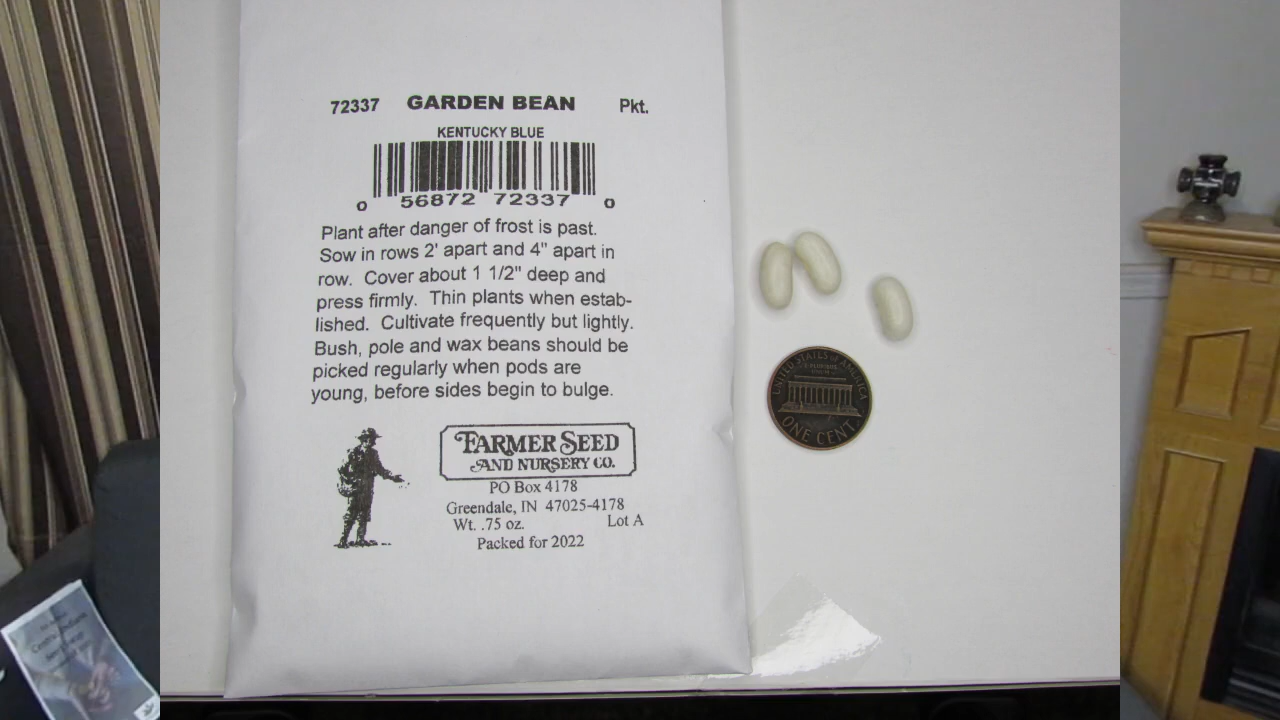 72337 GARDEN BEAN Pkt.
KENTUCKY BLUE
0 56872 72337 0
Plant after danger of frost is past.
Sow in rows 2' apart and 4" apart in
row. Cover about 1 1/2" deep and
press firmly. Thin plants when estab-
lished. Cultivate frequently but lightly.
Bush, pole and wax beans should be
picked regularly when pods are
young, before sides begin to bulge.
FARMER SEED
AND NURSERY CO.
PO Box 4178
Greendale, IN 47025-4178
Wt. .75 oz. Lot A
Packed for 2022
UNITED STATES OF AMERICA
E PLURIBUS
UNUM
ONE CENT